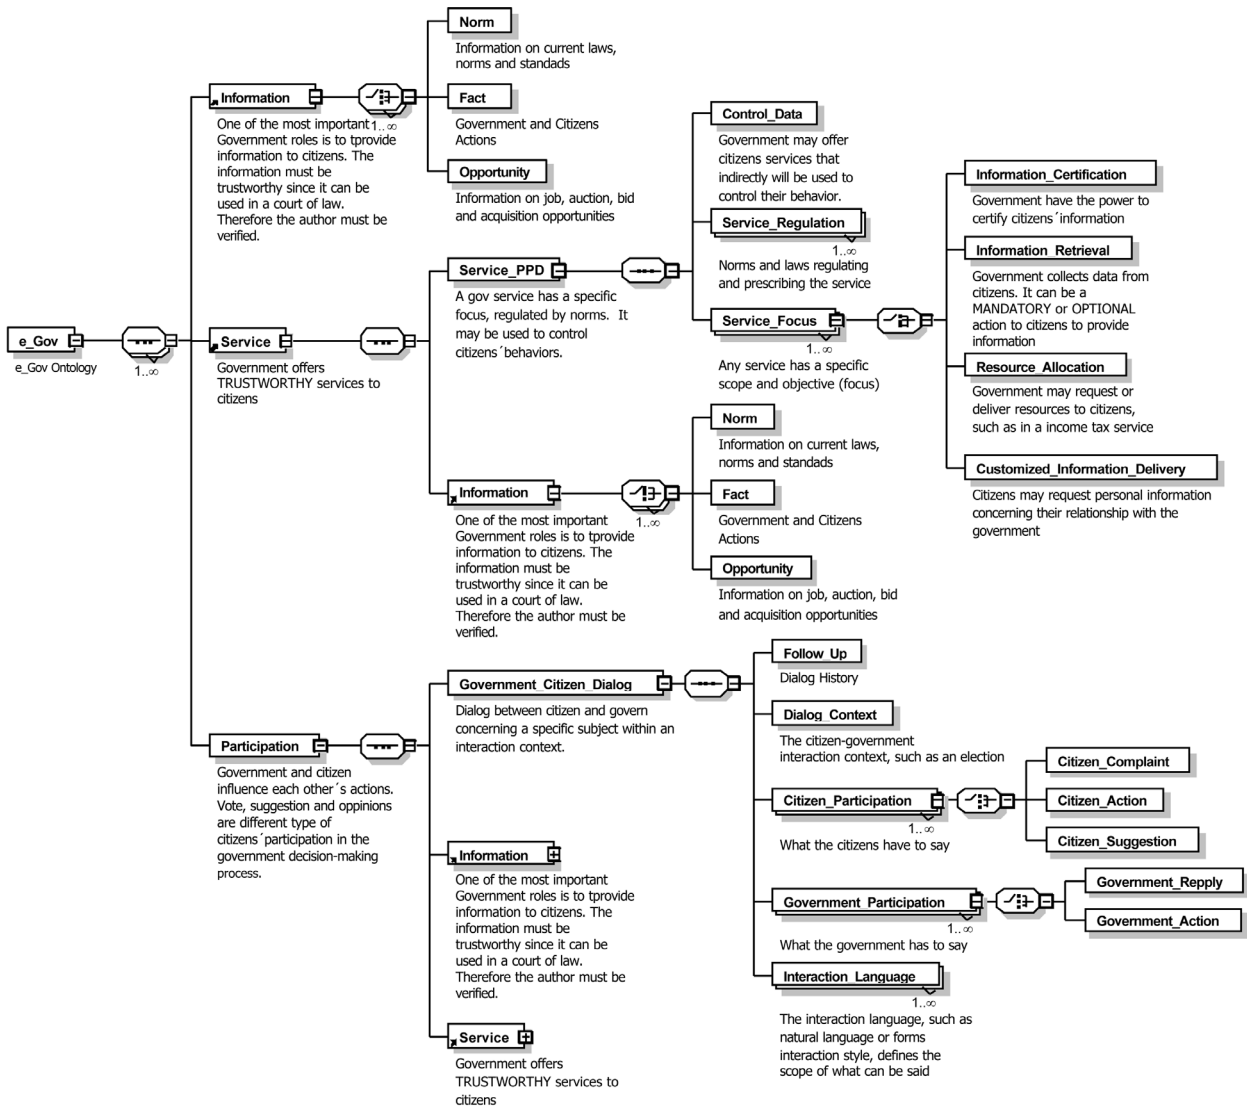 Norm
Information on current laws,
norms and standads
Information
1..∞
One of the most important
Government roles is to tprovide
information to citizens. The
information must be
trustworthy since it can be
used in a court of law.
Therefore the author must be
verified.
Fact
Government and Citizens
Actions
Opportunity
Information on job, auction, bid
and acquisition opportunities
e_Gov
e_Gov Ontology
1..∞
Service
Government offers
TRUSTWORTHY services to
citizens
Service_PPD
A gov service has a specific
focus, regulated by norms. It
may be used to control
citizens´behaviors.
Control_Data
Government may offer
citizens services that
indirectly will be used to
control their behavior.
Service_Regulation
1..∞
Norms and laws regulating
and prescribing the service
Service_Focus
1..∞
Any service has a specific
scope and objective (focus)
Information_Certification
Government have the power to
certify citizens´information
Information_Retrieval
Government collects data from
citizens. It can be a
MANDATORY or OPTIONAL
action to citizens to provide
information
Resource_Allocation
Government may request or
deliver resources to citizens,
such as in a income tax service
Customized_Information_Delivery
Citizens may request personal information
concerning their relationship with the
government
Information
1..∞
One of the most important
Government roles is to tprovide
information to citizens. The
information must be
trustworthy since it can be
used in a court of law.
Therefore the author must be
verified.
Norm
Information on current laws,
norms and standads
Fact
Government and Citizens
Actions
Opportunity
Information on job, auction, bid
and acquisition opportunities
Participation
Government and citizen
influence each other´s actions.
Vote, suggestion and oppinions
are different type of
citizens´participation in the
government decision-making
process.
Government_Citizen_Dialog
Dialog between citizen and govern
concerning a specific subject within an
interaction context.
Follow_Up
Dialog History
Dialog_Context
The citizen-government
interaction context, such as an election
Citizen_Participation
1..∞
What the citizens have to say
Citizen_Complaint
Citizen_Action
Citizen_Suggestion
Government_Participation
1..∞
What the government has to say
Government_Repply
Government_Action
Interaction_Language
1..∞
The interaction language, such as
natural language or forms
interaction style, defines the
scope of what can be said
Information
One of the most important
Government roles is to tprovide
information to citizens. The
information must be
trustworthy since it can be
used in a court of law.
Therefore the author must be
verified.
Service
Government offers
TRUSTWORTHY services to
citizens